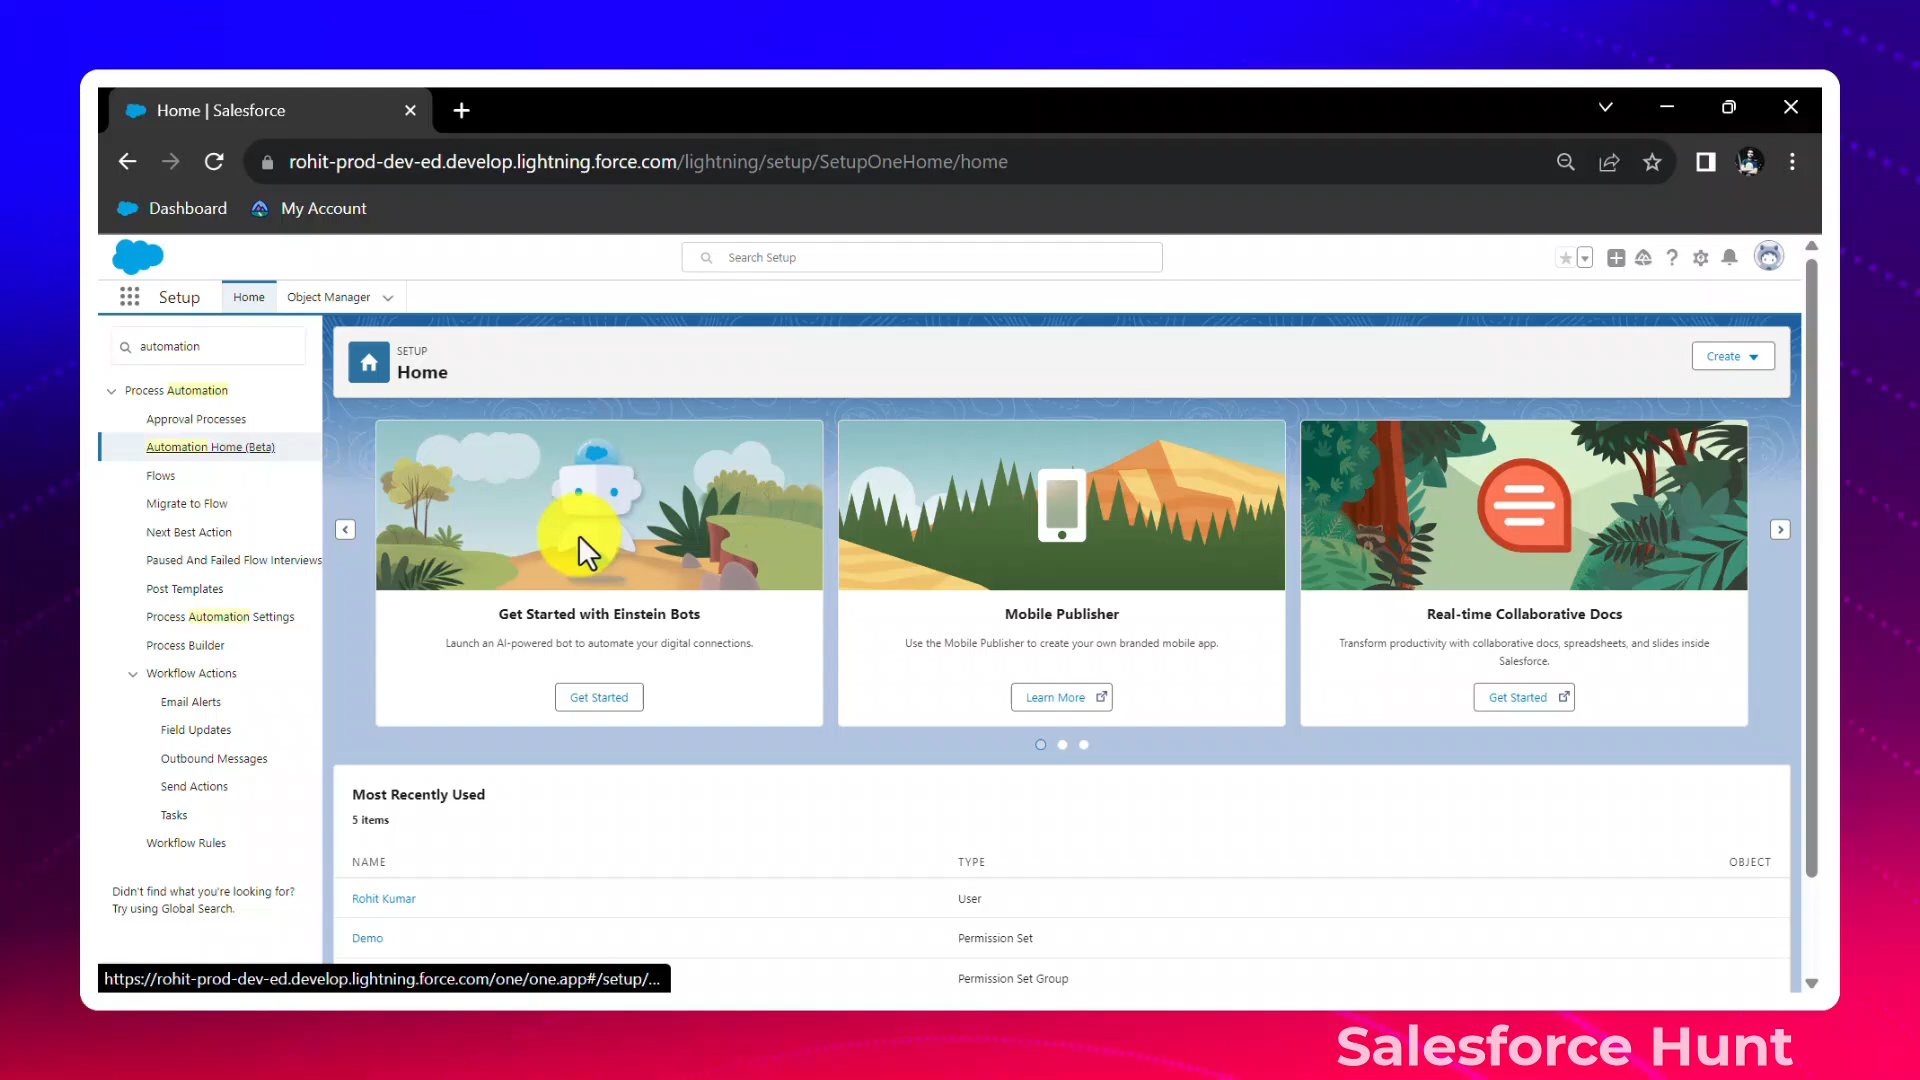 Home | Salesforce
rohit-prod-dev-ed.develop.lightning.force.com/lightning/setup/SetupOneHome/home
Dashboard
My Account
Search Setup
Setup
Home
Object Manager
automation
Process Automation
Approval Processes
Automation Home (Beta)
Flows
Migrate to Flow
Next Best Action
Paused And Failed Flow Interviews
Post Templates
Process Automation Settings
Process Builder
Workflow Actions
Email Alerts
Field Updates
Outbound Messages
Send Actions
Tasks
Workflow Rules
Didn't find what you're looking for?
Try using Global Search.
SETUP
Home
Create
Get Started with Einstein Bots
Launch an AI-powered bot to automate your digital connections.
Get Started
Mobile Publisher
Use the Mobile Publisher to create your own branded mobile app.
Learn More
Real-time Collaborative Docs
Transform productivity with collaborative docs, spreadsheets, and slides inside
Salesforce.
Get Started
Most Recently Used
5 items
NAME TYPE OBJECT
Rohit Kumar User
Demo Permission Set
Permission Set Group
https://rohit-prod-dev-ed.develop.lightning.force.com/one/one.app#/setup/...
Salesforce Hunt